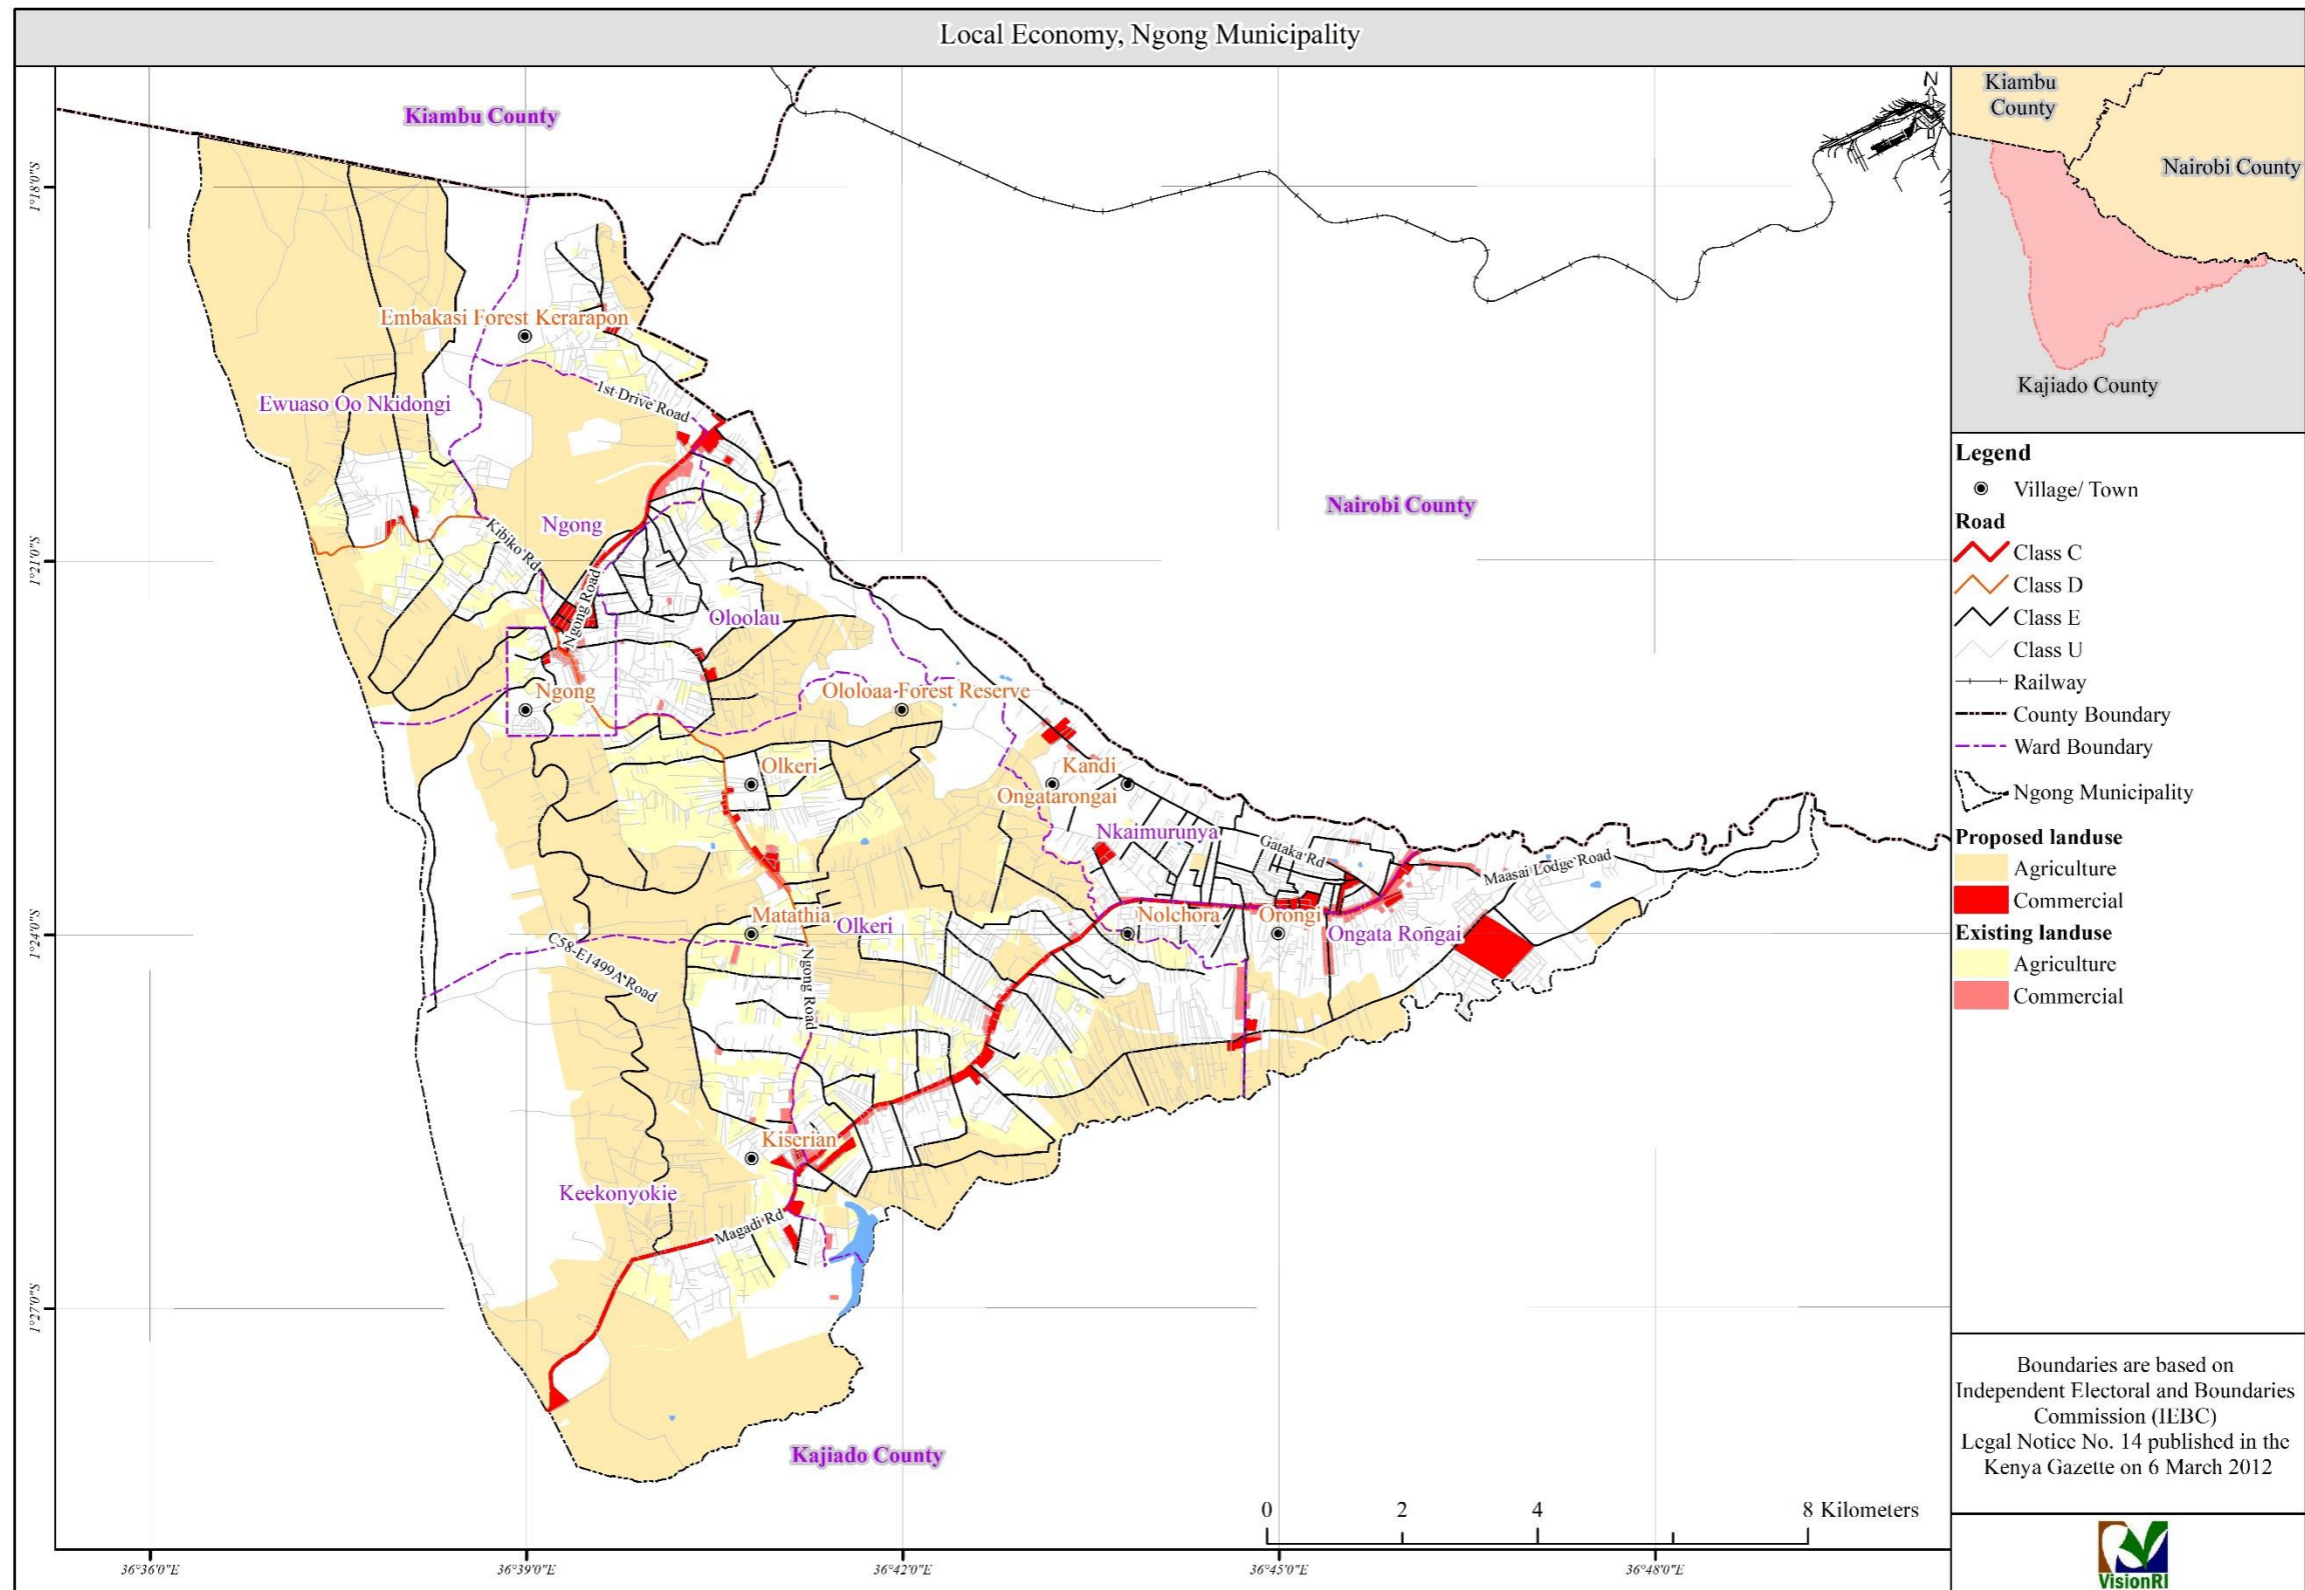 Local Economy, Ngong Municipality
Kiambu County
N
Kiambu
County
Nairobi County
Kajiado County
1°18'0"S
1°21'0"S
1°24'0"S
1°27'0"S
Embakasi Forest Kerarapon
1st Drive Road
Ewuaso Oo Nkidongi
Nairobi County
Ngong
Kibiko Rd
Ngong Road
Oloolau
Ngong
Ololoaa Forest Reserve
Olkeri
Kandi
Ongatarongai
Nkaimurunya
Gataka Rd
Maasai Lodge Road
Matathia
Olkeri
Nolchora
Orongi
Ongata Rongai
C58-E1499A Road
Ngong Road
Kiserian
Keekonyokie
Magadi Rd
Kajiado County
0 2 4 8 Kilometers
36°36'0"E 36°39'0"E 36°42'0"E 36°45'0"E 36°48'0"E
Legend
Village/ Town
Road
Class C
Class D
Class E
Class U
Railway
County Boundary
Ward Boundary
Ngong Municipality
Proposed landuse
Agriculture
Commercial
Existing landuse
Agriculture
Commercial
Boundaries are based on
Independent Electoral and Boundaries
Commission (IEBC)
Legal Notice No. 14 published in the
Kenya Gazette on 6 March 2012
VisionRI